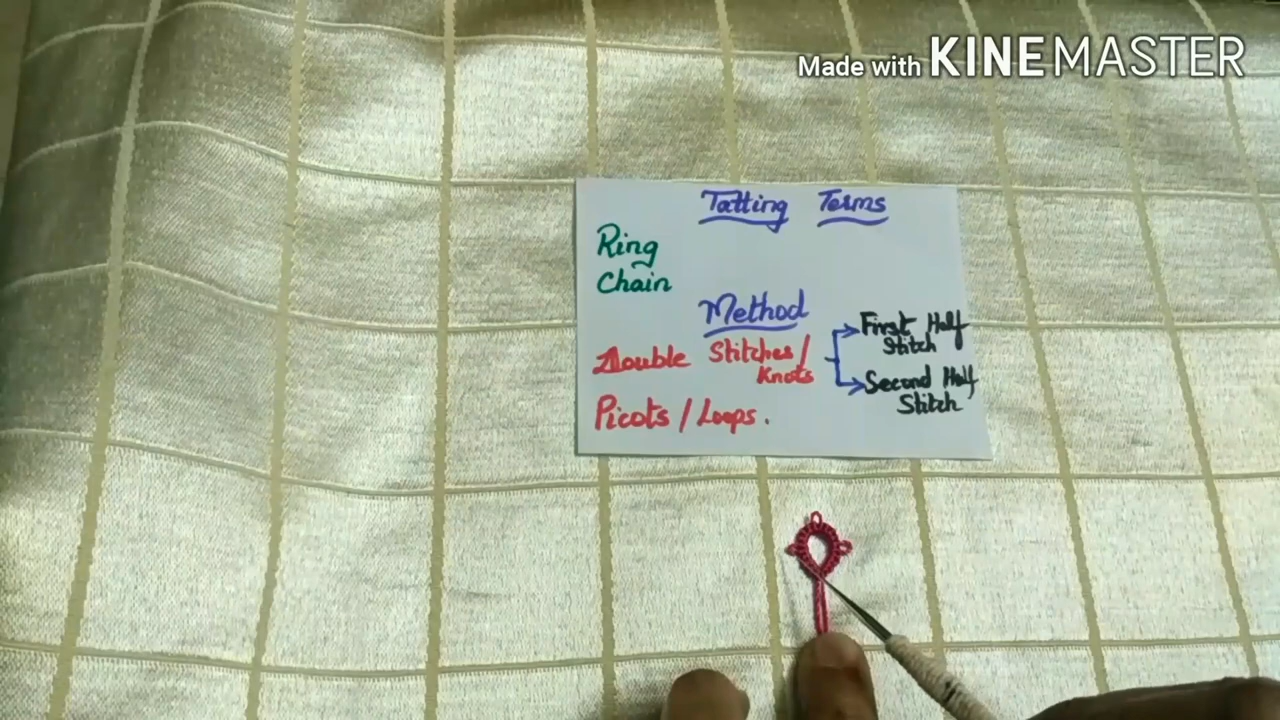 Made with KINEMASTER
Tatting Terms
Ring
Chain
Method
Double Stitches/
Knots
First Half
Stitch
Second Half
Stitch
Picots / Loops.